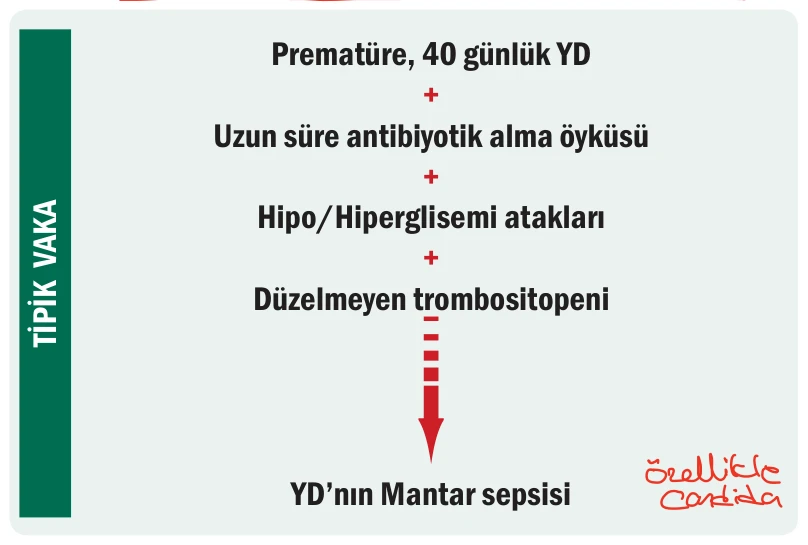 TİPİK VAKA
Prematüre, 40 günlük YD
+
Uzun süre antibiyotik alma öyküsü
+
Hipo/Hiperglisemi atakları
+
Düzelmeyen trombositopeni
YD’nın Mantar sepsisi
özellikle
Candida